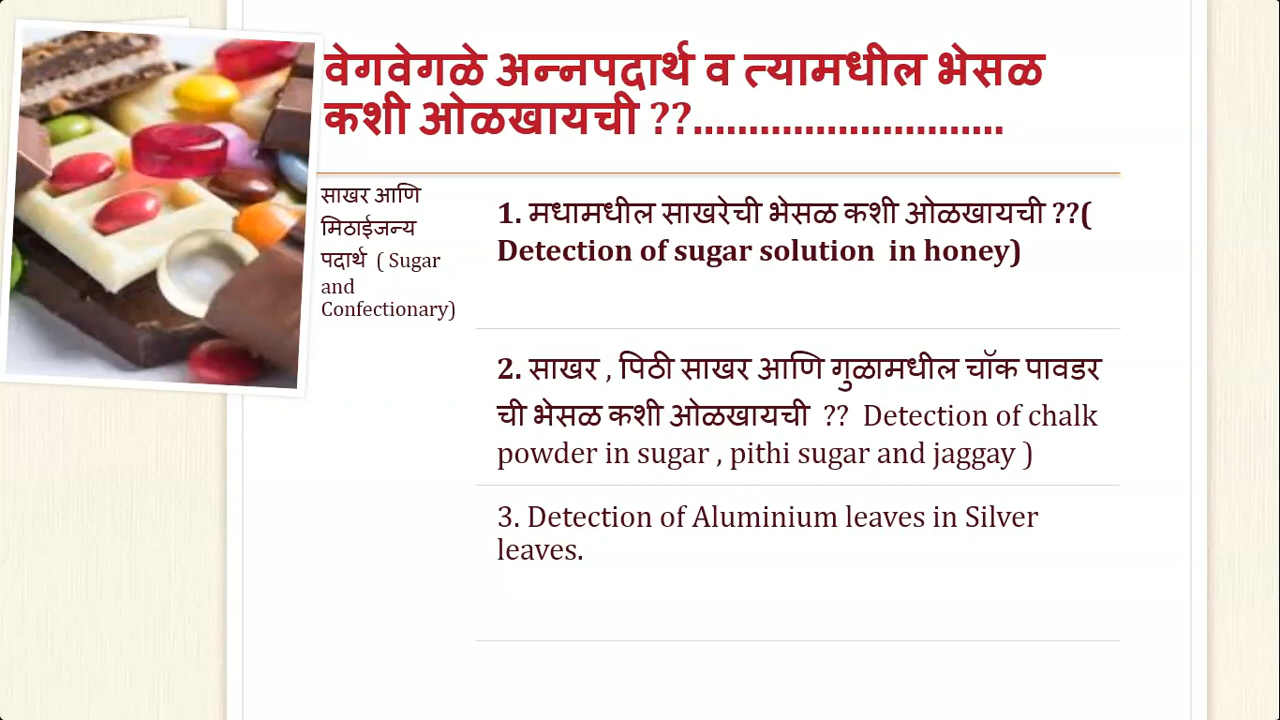 वेगवेगळे अन्नपदार्थ व त्यामधील भेसळ
कशी ओळखायची ??............................
साखर आणि
मिठाईजन्य
पदार्थ ( Sugar
and
Confectionary)
1. मधामधील साखरेची भेसळ कशी ओळखायची ??(
Detection of sugar solution in honey)
2. साखर , पिठी साखर आणि गुळामधील चॉक पावडर
ची भेसळ कशी ओळखायची ?? Detection of chalk
powder in sugar , pithi sugar and jaggay )
3. Detection of Aluminium leaves in Silver
leaves.